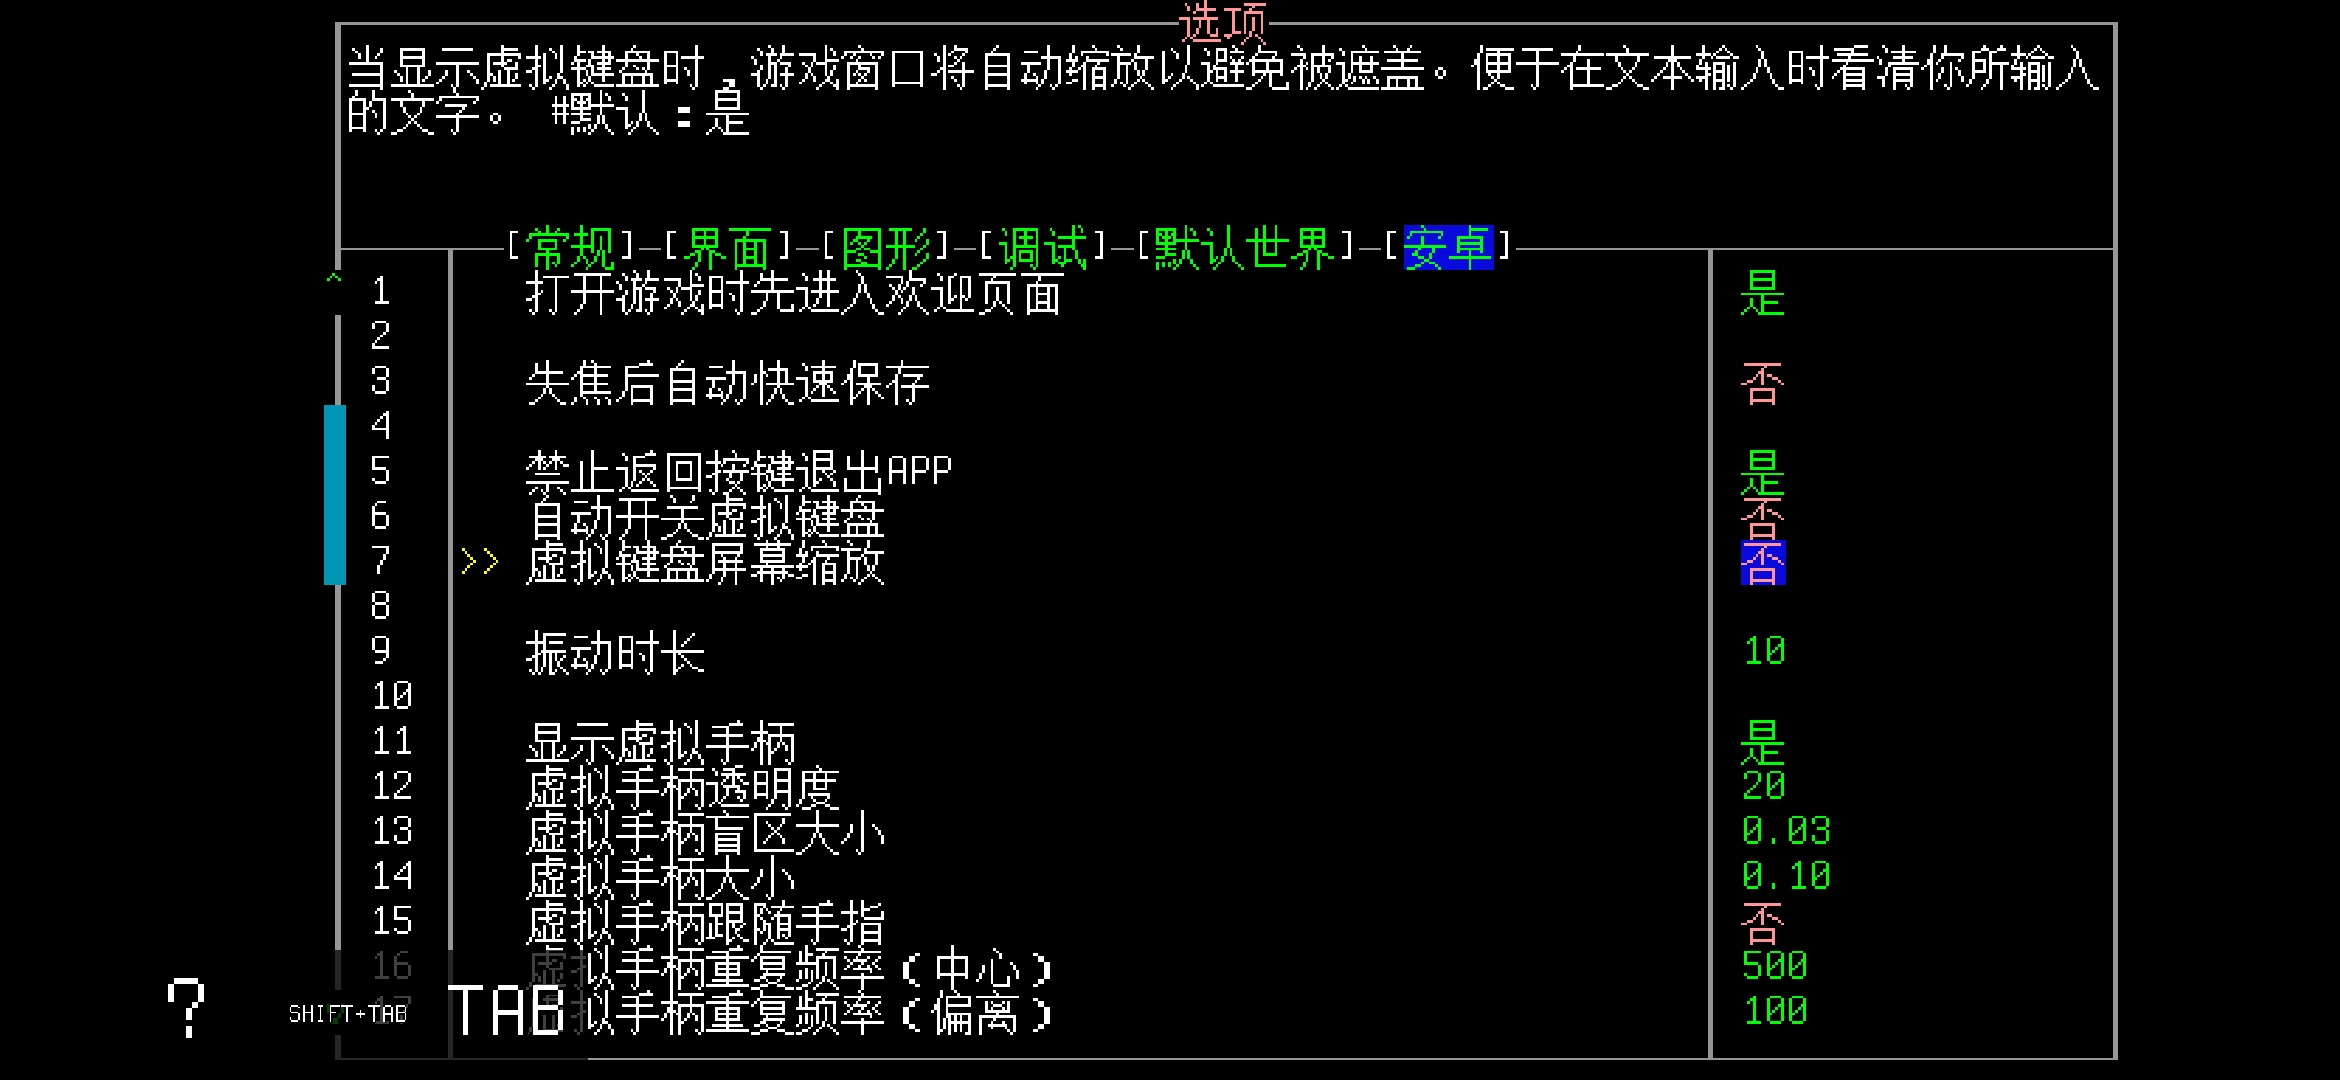 选项
当显示虚拟键盘时，游戏窗口将自动缩放以避免被遮盖。便于在文本输入时看清你所输入
的文字。 #默认：是
[常规]—[界面]—[图形]—[调试]—[默认世界]—[安卓]
^ 1 打开游戏时先进入欢迎页面 是
2
3 失焦后自动快速保存 否
4
5 禁止返回按键退出APP 是
6 自动开关虚拟键盘 否
7 >> 虚拟键盘屏幕缩放 否
8
9 振动时长 10
10
11 显示虚拟手柄 是
12 虚拟手柄透明度 20
13 虚拟手柄盲区大小 0.03
14 虚拟手柄大小 0.10
15 虚拟手柄跟随手指 否
16 虚拟手柄重复频率（中心） 500
17 虚拟手柄重复频率（偏离） 100
? SHIFT+TAB TAB